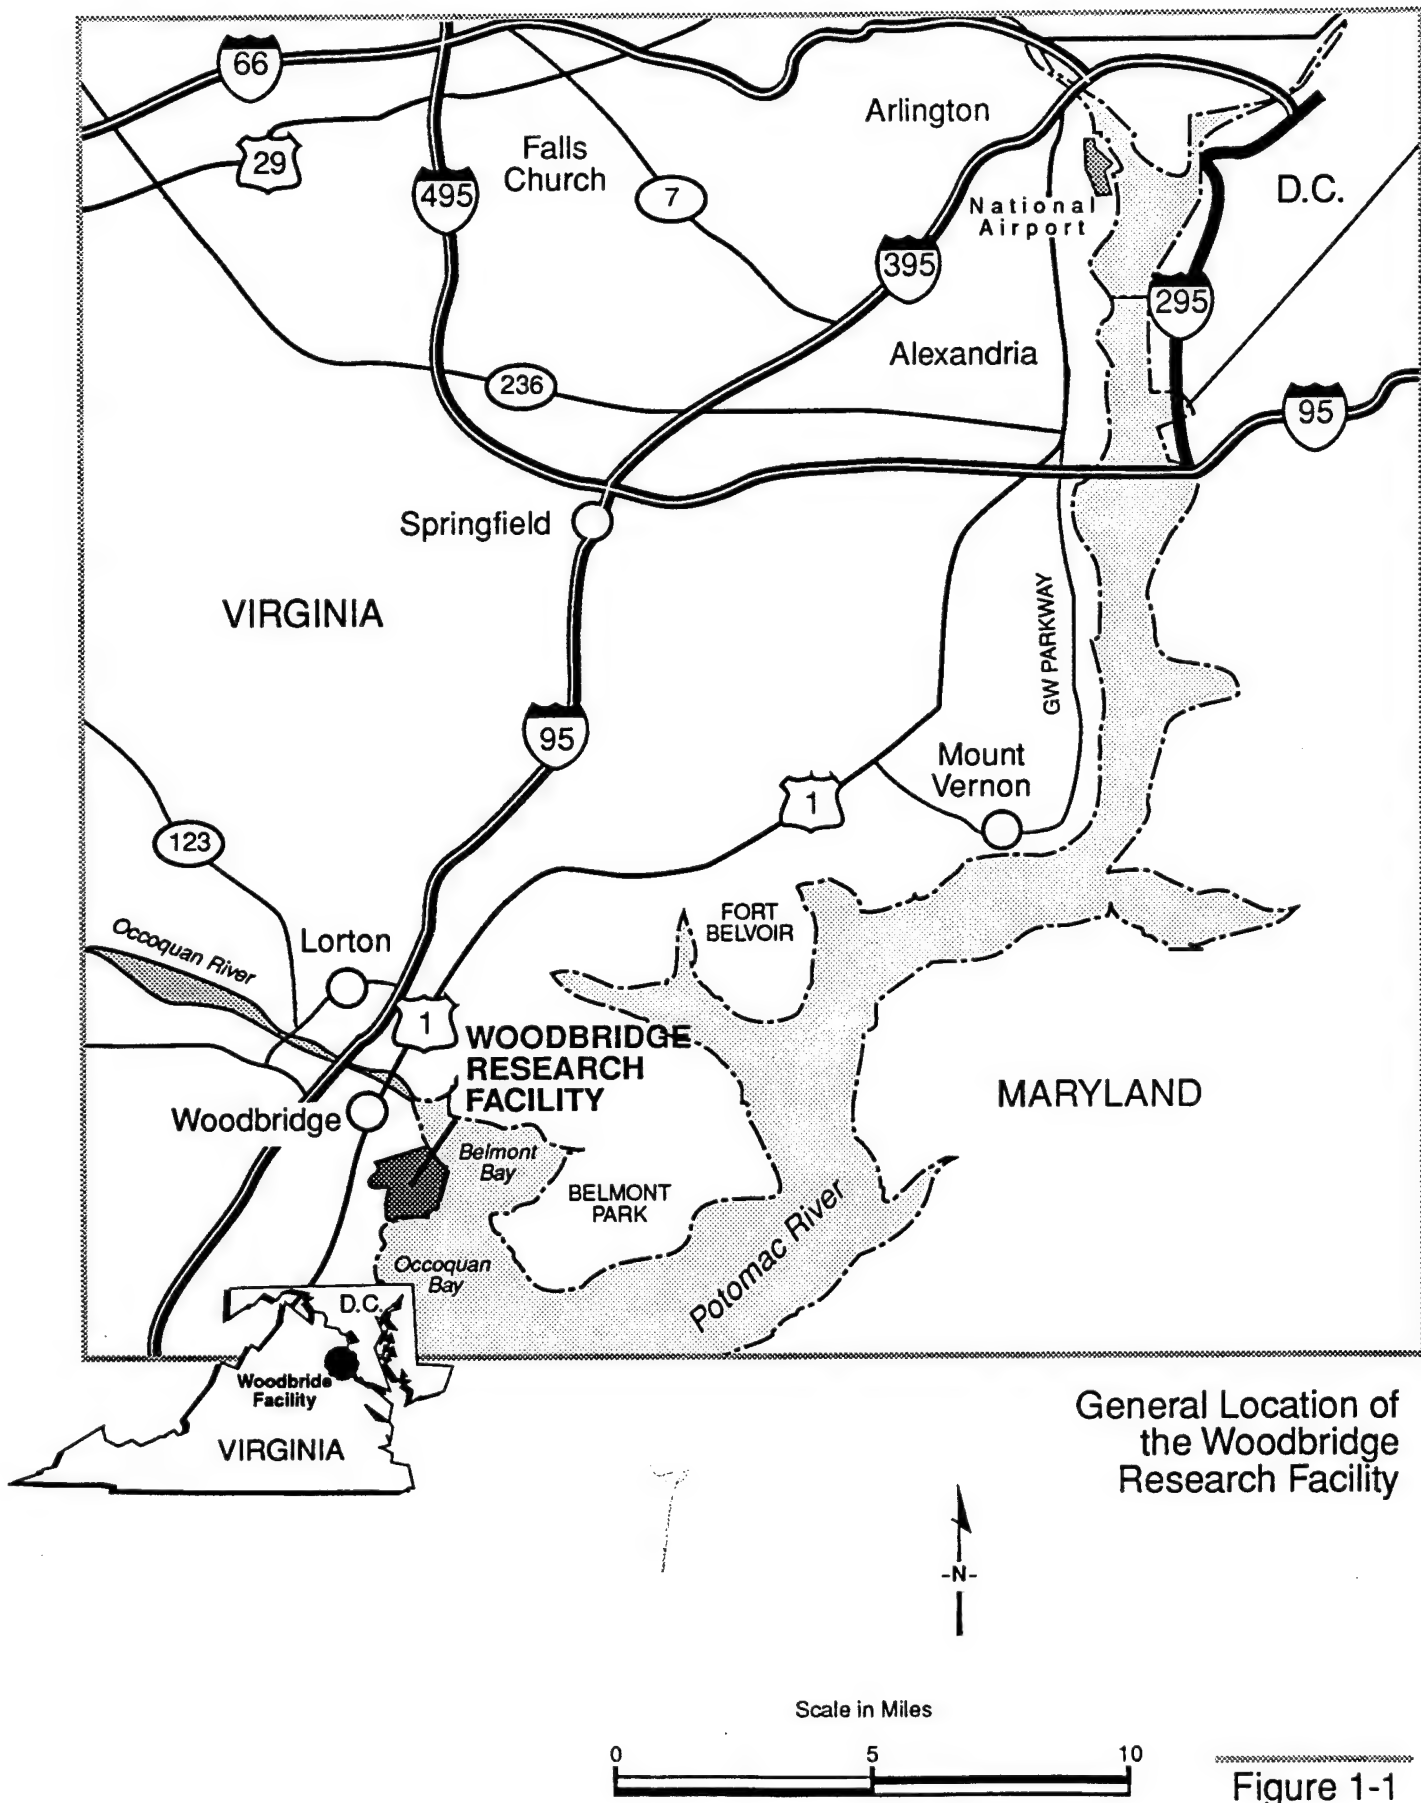 66
Arlington
29
Falls
Church
495
7
D.C.
National
Airport
395
295
Alexandria
236
95
Springfield
VIRGINIA
GW PARKWAY
95
Mount
Vernon
1
123
FORT
BELVOIR
Occoquan River
Lorton
1
WOODBRIDGE
RESEARCH
FACILITY
MARYLAND
Woodbridge
Belmont
Bay
BELMONT
PARK
Potomac River
Occoquan
Bay
D.C.
Woodbride
Facility
VIRGINIA
General Location of
the Woodbridge
Research Facility
-N-
Scale in Miles
0 5 10
Figure 1-1